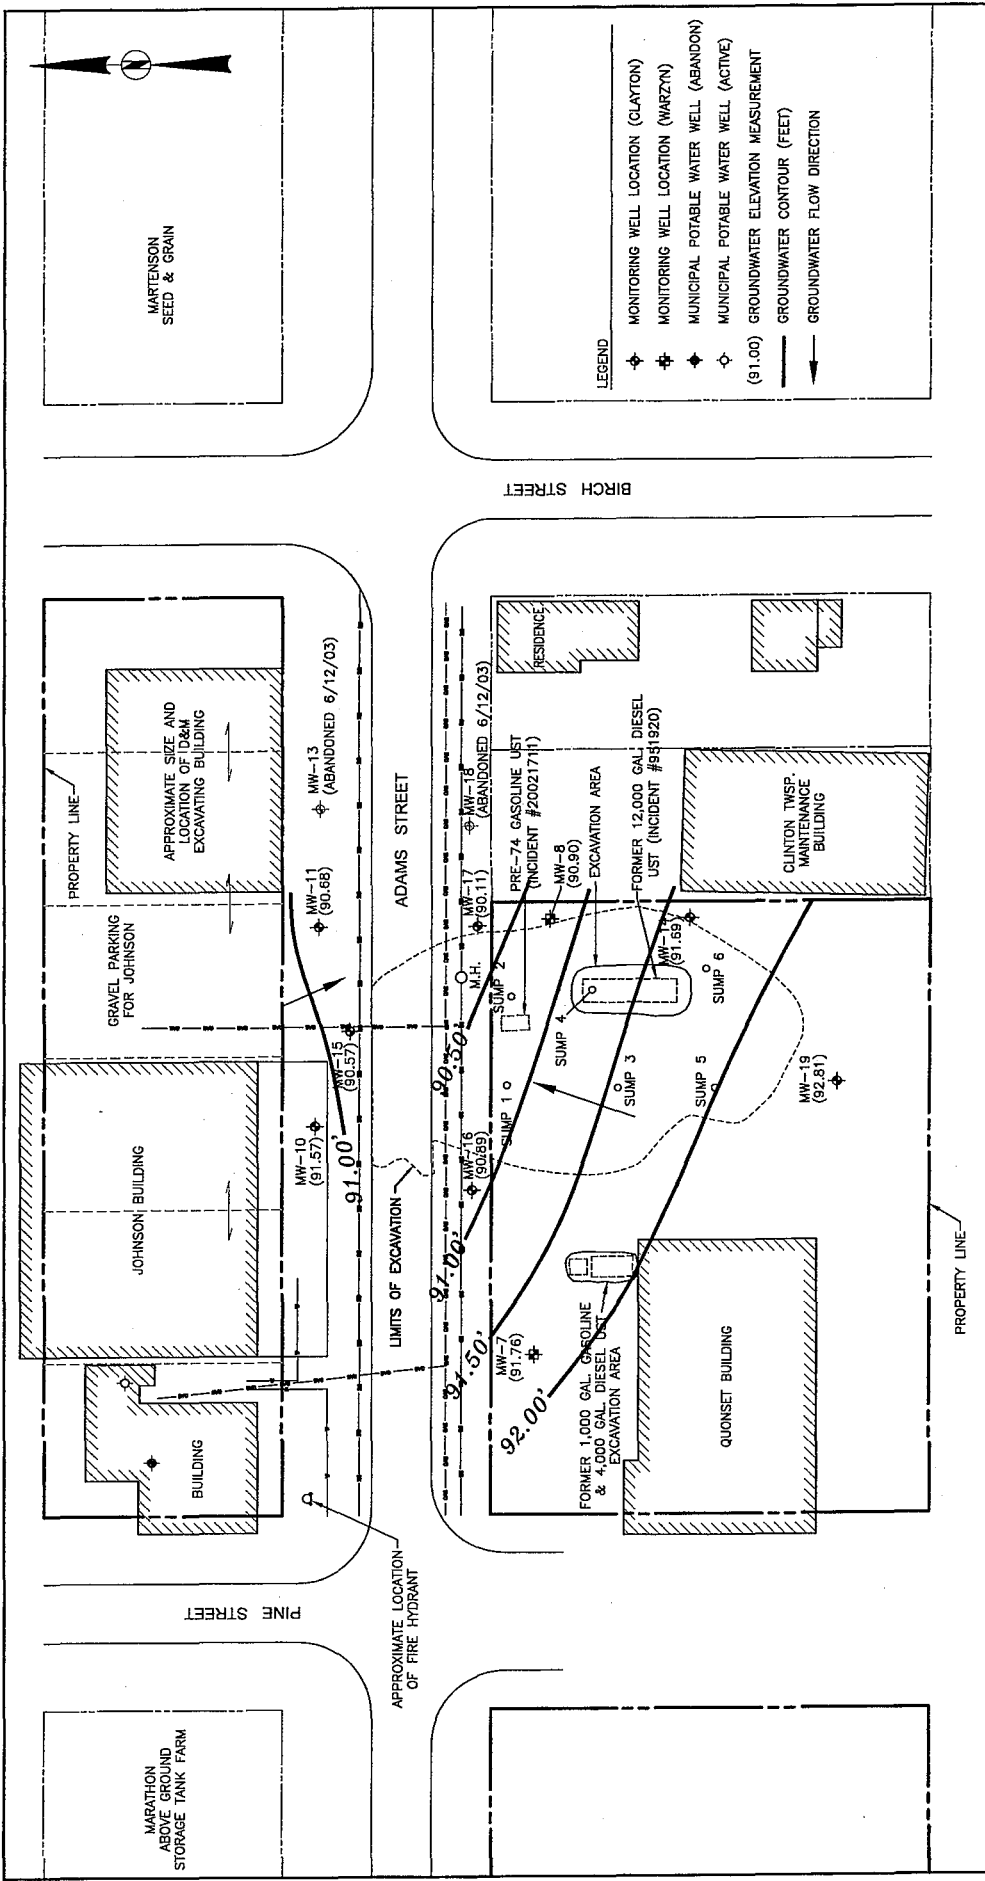 MARATHON
ABOVE GROUND
STORAGE TANK FARM
PINE STREET
APPROXIMATE LOCATION
OF FIRE HYDRANT
BUILDING
JOHNSON BUILDING
GRAVEL PARKING
FOR JOHNSON
PROPERTY LINE
APPROXIMATE SIZE AND
LOCATION OF D&M
EXCAVATING BUILDING
MARTENSON
SEED & GRAIN
N
MW-10
(91.57)
91.00'
MW-15
(90.57)
MW-11
(90.68)
MW-13
(ABANDONED 6/12/03)
LIMITS OF EXCAVATION
ADAMS STREET
BIRCH STREET
92.00'
91.50'
91.00'
90.50'
MW-7
(91.76)
MW-16
(90.89)
M.H.
MW-17
(90.11)
MW-18
(ABANDONED 6/12/03)
SUMP 1
SUMP 2
PRE-74 GASOLINE UST
(INCIDENT #20021711)
MW-8
(90.90)
EXCAVATION AREA
SUMP 4
SUMP 3
FORMER 12,000 GAL. DIESEL
UST (INCIDENT #951920)
RESIDENCE
FORMER 1,000 GAL. GASOLINE
& 4,000 GAL. DIESEL UST
EXCAVATION AREA
MW-14
(91.69)
SUMP 5
SUMP 6
QUONSET BUILDING
MW-19
(92.81)
CLINTON TWSP.
MAINTENANCE
BUILDING
PROPERTY LINE
LEGEND
MONITORING WELL LOCATION (CLAYTON)
MONITORING WELL LOCATION (WARZYN)
MUNICIPAL POTABLE WATER WELL (ABANDON)
MUNICIPAL POTABLE WATER WELL (ACTIVE)
(91.00) GROUNDWATER ELEVATION MEASUREMENT
GROUNDWATER CONTOUR (FEET)
GROUNDWATER FLOW DIRECTION